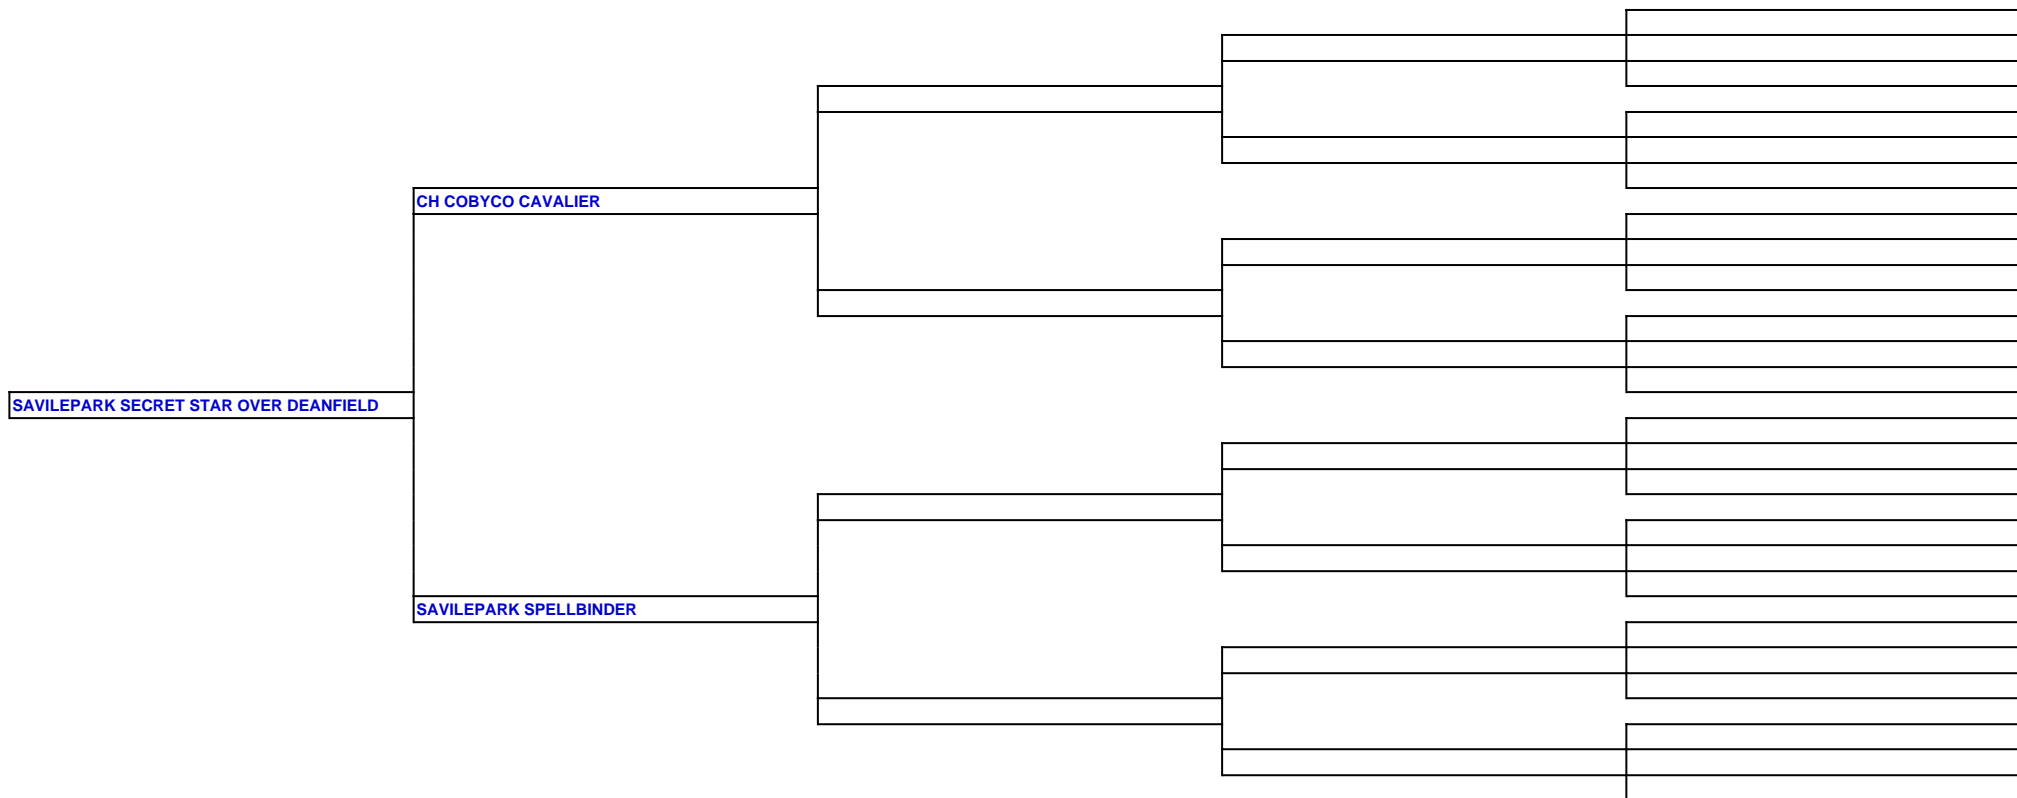 CH COBYCO CAVALIER
SAVILEPARK SECRET STAR OVER DEANFIELD
SAVILEPARK SPELLBINDER